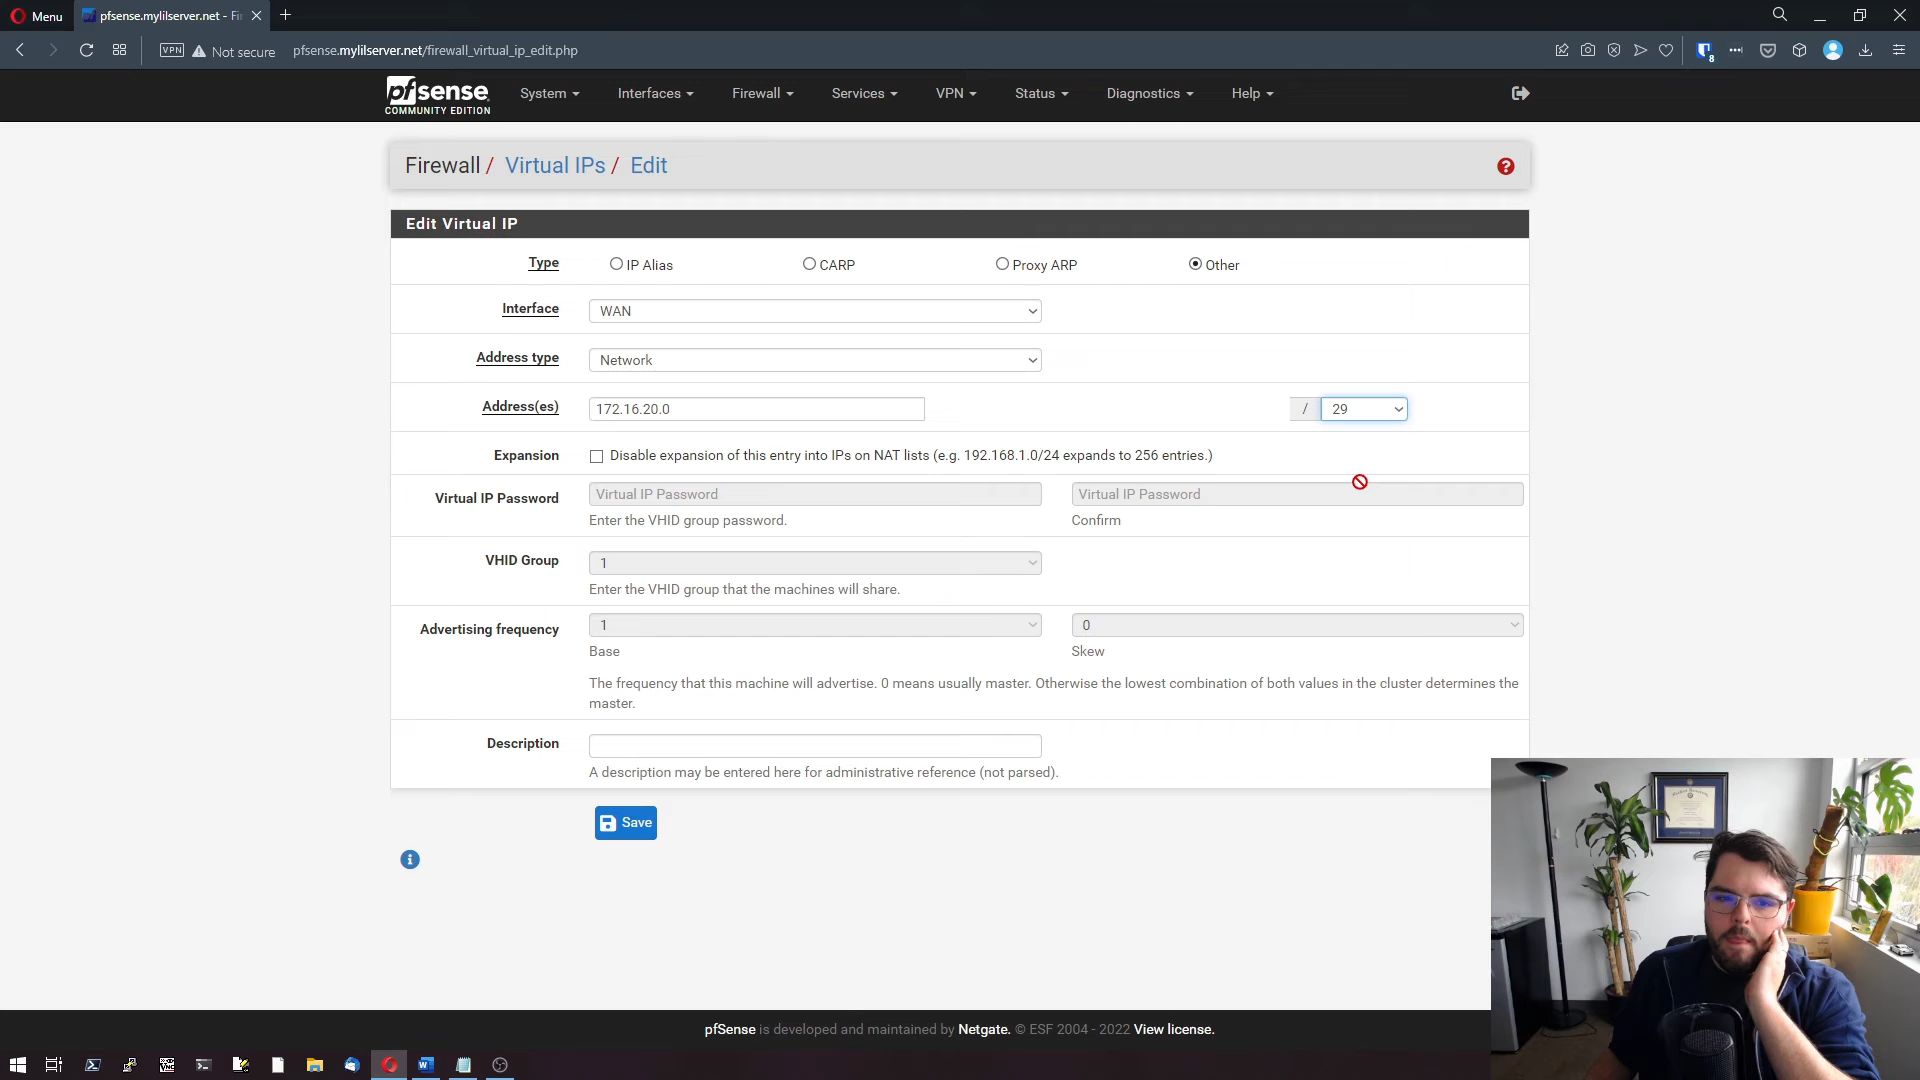 Menu
pfsense.mylilserver.net - Fi
VPN
Not secure
pfsense.mylilserver.net/firewall_virtual_ip_edit.php
8
pfsense
COMMUNITY EDITION
System
Interfaces
Firewall
Services
VPN
Status
Diagnostics
Help
Firewall / Virtual IPs / Edit
Edit Virtual IP
Type
IP Alias
CARP
Proxy ARP
Other
Interface
WAN
Address type
Network
Address(es)
172.16.20.0
/
29
Expansion
Disable expansion of this entry into IPs on NAT lists (e.g. 192.168.1.0/24 expands to 256 entries.)
Virtual IP Password
Virtual IP Password
Virtual IP Password
Enter the VHID group password.
Confirm
VHID Group
1
Enter the VHID group that the machines will share.
Advertising frequency
1
0
Base
Skew
The frequency that this machine will advertise. 0 means usually master. Otherwise the lowest combination of both values in the cluster determines the
master.
Description
A description may be entered here for administrative reference (not parsed).
Save
pfSense is developed and maintained by Netgate. © ESF 2004 - 2022 View license.